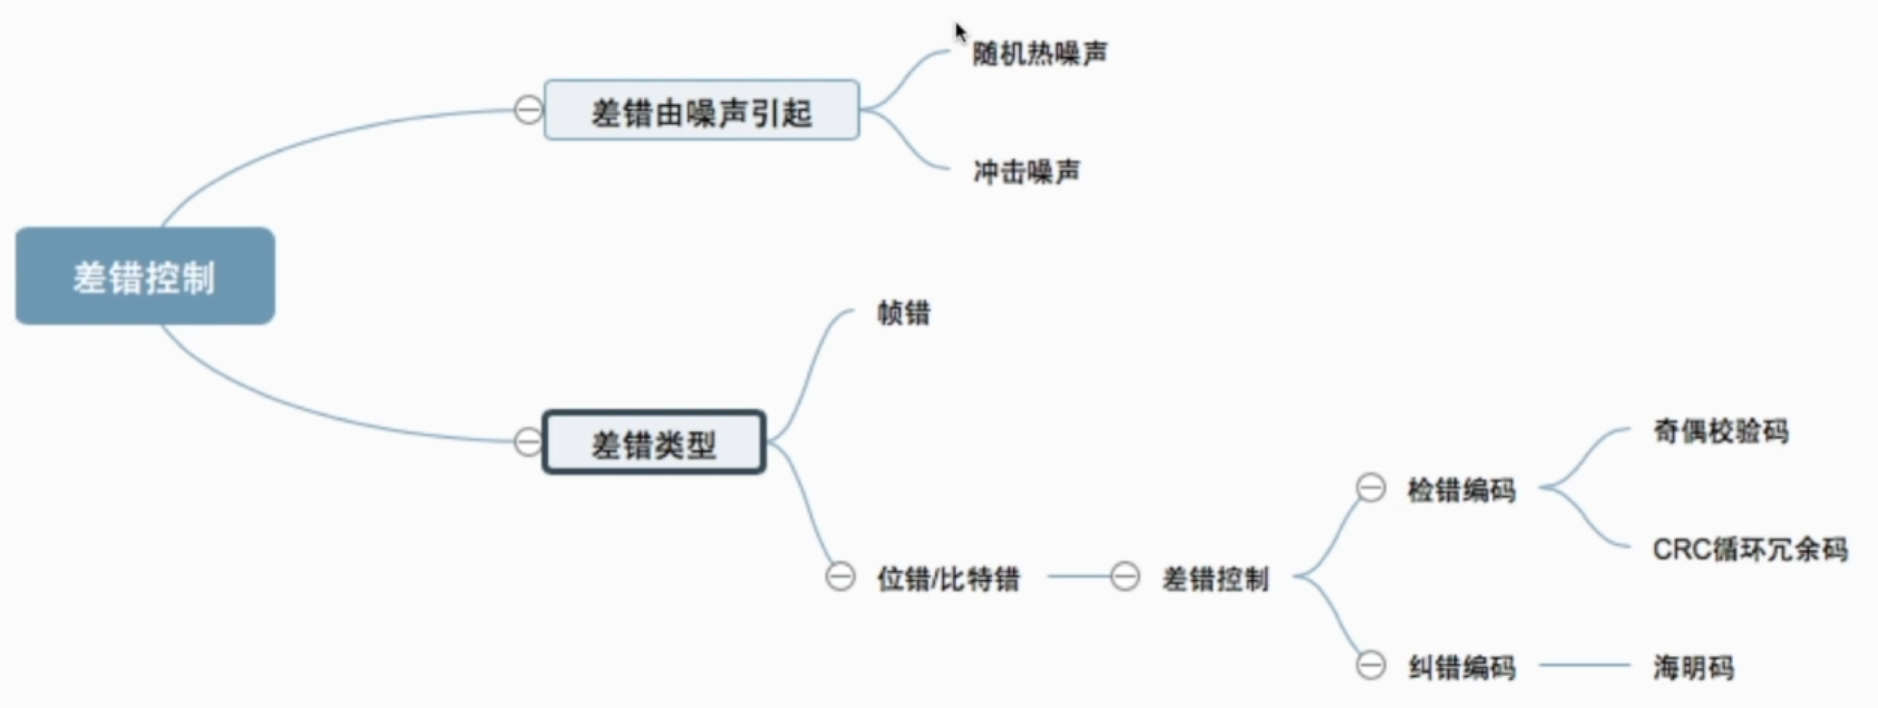 差错控制
差错由噪声引起
随机热噪声
冲击噪声
差错类型
帧错
位错/比特错
差错控制
检错编码
奇偶校验码
CRC循环冗余码
纠错编码
海明码